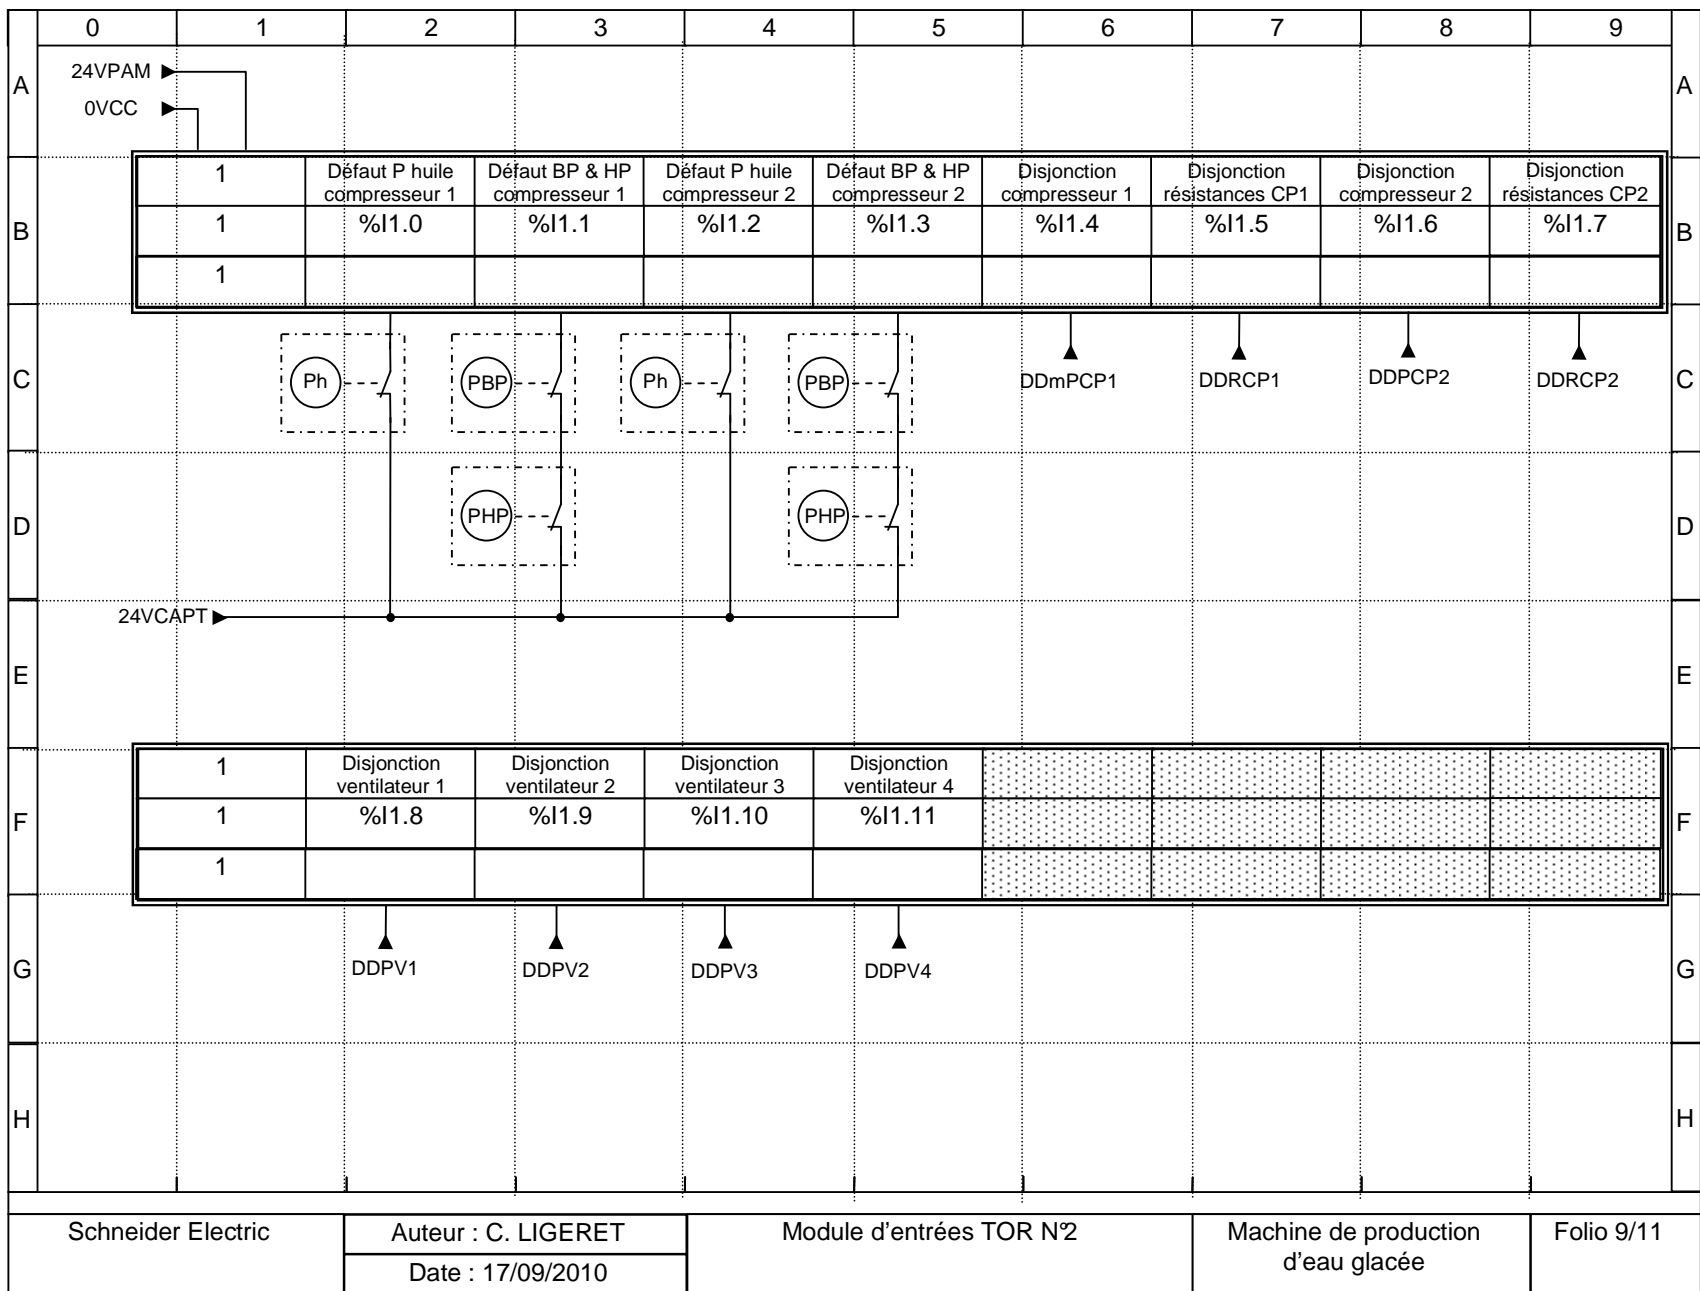 0 1 2 3 4 5 6 7 8 9
A 24VPAM A
0VCC
1 Défaut P huile Défaut BP & HP Défaut P huile Défaut BP & HP Disjonction Disjonction Disjonction Disjonction
compresseur 1 compresseur 1 compresseur 2 compresseur 2 compresseur 1 résistances CP1 compresseur 2 résistances CP2
B 1 %I1.0 %I1.1 %I1.2 %I1.3 %I1.4 %I1.5 %I1.6 %I1.7 B
1
C Ph PBP Ph PBP DDmPCP1 DDRCP1 DDPCP2 DDRCP2 C
D PHP PHP D
24VCAPT
E E
1 Disjonction Disjonction Disjonction Disjonction
ventilateur 1 ventilateur 2 ventilateur 3 ventilateur 4
F 1 %I1.8 %I1.9 %I1.10 %I1.11 F
1
G DDPV1 DDPV2 DDPV3 DDPV4 G
H H
Schneider Electric Auteur : C. LIGERET Module d'entrées TOR N°2 Machine de production Folio 9/11
d'eau glacée
Date : 17/09/2010